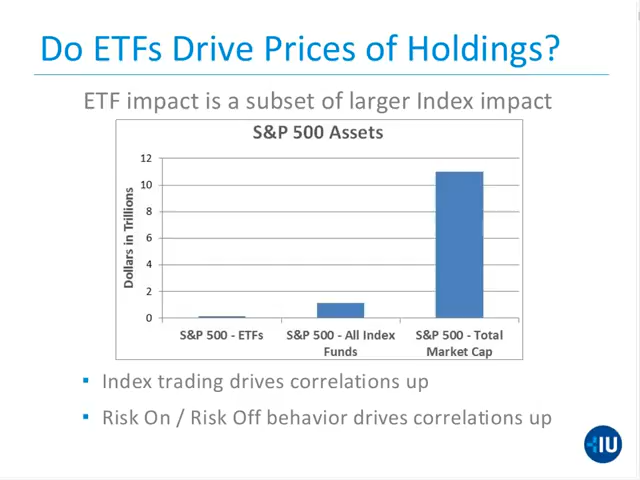 Do ETFs Drive Prices of Holdings?
ETF impact is a subset of larger Index impact
S&P 500 Assets
Dollars in Trillions
12
10
8
6
4
2
0
S&P 500 - ETFs
S&P 500 - All Index
Funds
S&P 500 - Total
Market Cap
▪ Index trading drives correlations up
▪ Risk On / Risk Off behavior drives correlations up
IU